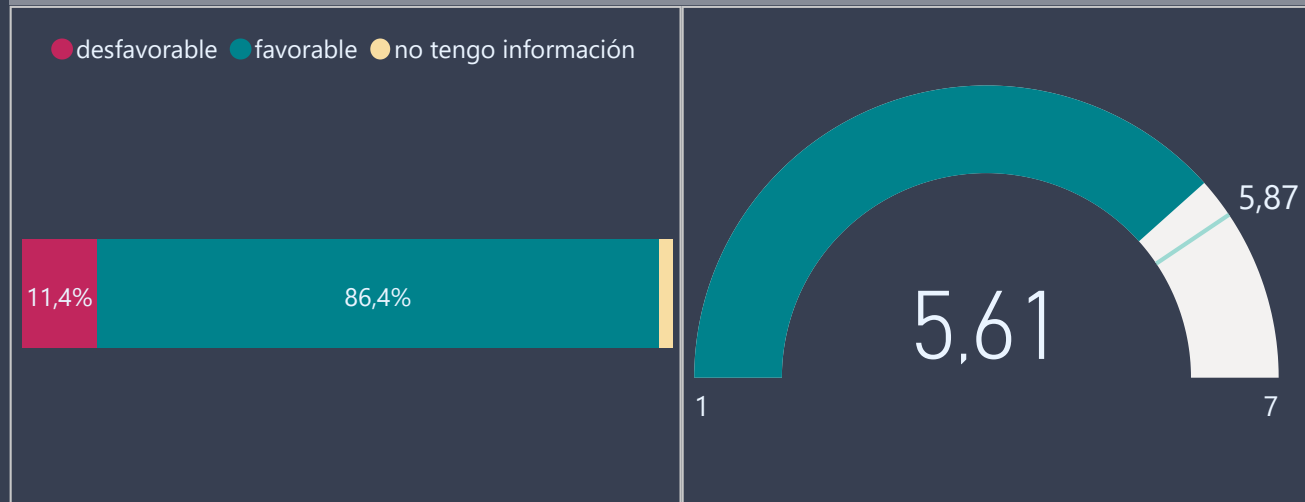 desfavorable favorable no tengo información
11,4% 86,4%
5,87
5,61
1 7